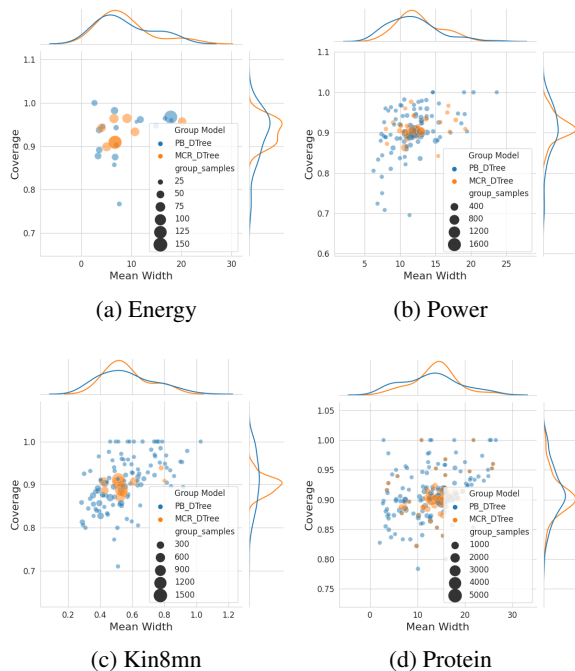 1.1
1.0
0.9
0.8
0.7
Coverage
0
10
20
30
Mean Width
Group Model
PB_DTree
MCR_DTree
group_samples
25
50
75
100
125
150
(a) Energy
1.1
1.0
0.9
0.8
0.7
0.6
Coverage
5
10
15
20
25
Mean Width
Group Model
PB_DTree
MCR_DTree
group_samples
400
800
1200
1600
(b) Power
1.0
0.9
0.8
0.7
Coverage
0.2
0.4
0.6
0.8
1.0
1.2
Mean Width
Group Model
PB_DTree
MCR_DTree
group_samples
300
600
900
1200
1500
(c) Kin8mn
1.05
1.00
0.95
0.90
0.85
0.80
0.75
Coverage
0
10
20
30
Mean Width
Group Model
PB_DTree
MCR_DTree
group_samples
1000
2000
3000
4000
5000
(d) Protein